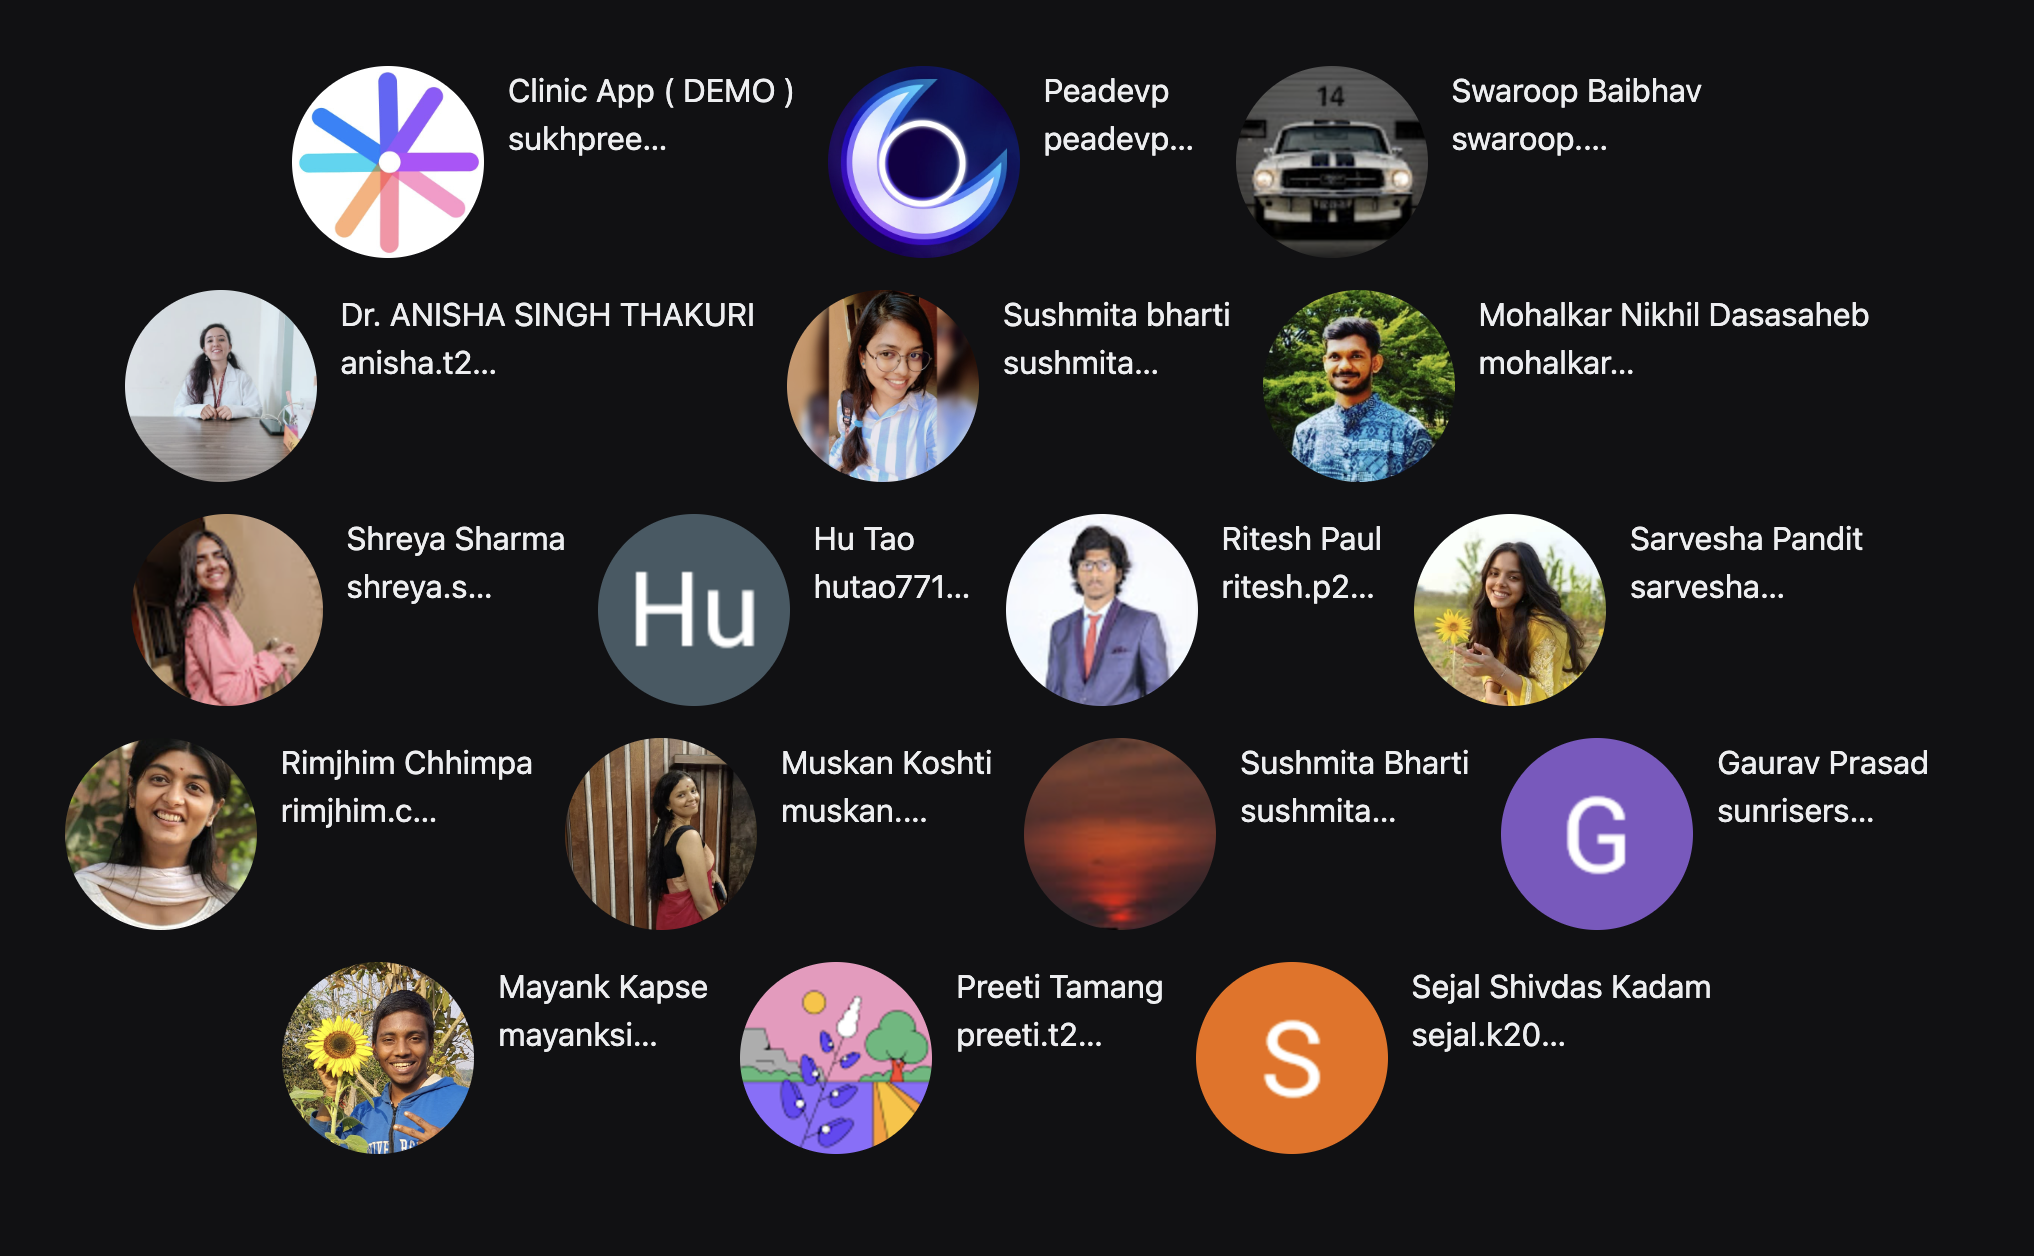 Clinic App ( DEMO )
sukhpree...
Peadevp
peadevp...
14
Swaroop Baibhav
swaroop....
Dr. ANISHA SINGH THAKURI
anisha.t2...
Sushmita bharti
sushmita...
Mohalkar Nikhil Dasasaheb
mohalkar...
Shreya Sharma
shreya.s...
Hu
Hu Tao
hutao771...
Ritesh Paul
ritesh.p2...
Sarvesha Pandit
sarvesha...
Rimjhim Chhimpa
rimjhim.c...
Muskan Koshti
muskan....
Sushmita Bharti
sushmita...
G
Gaurav Prasad
sunrisers...
Mayank Kapse
mayanksi...
Preeti Tamang
preeti.t2...
S
Sejal Shivdas Kadam
sejal.k20...